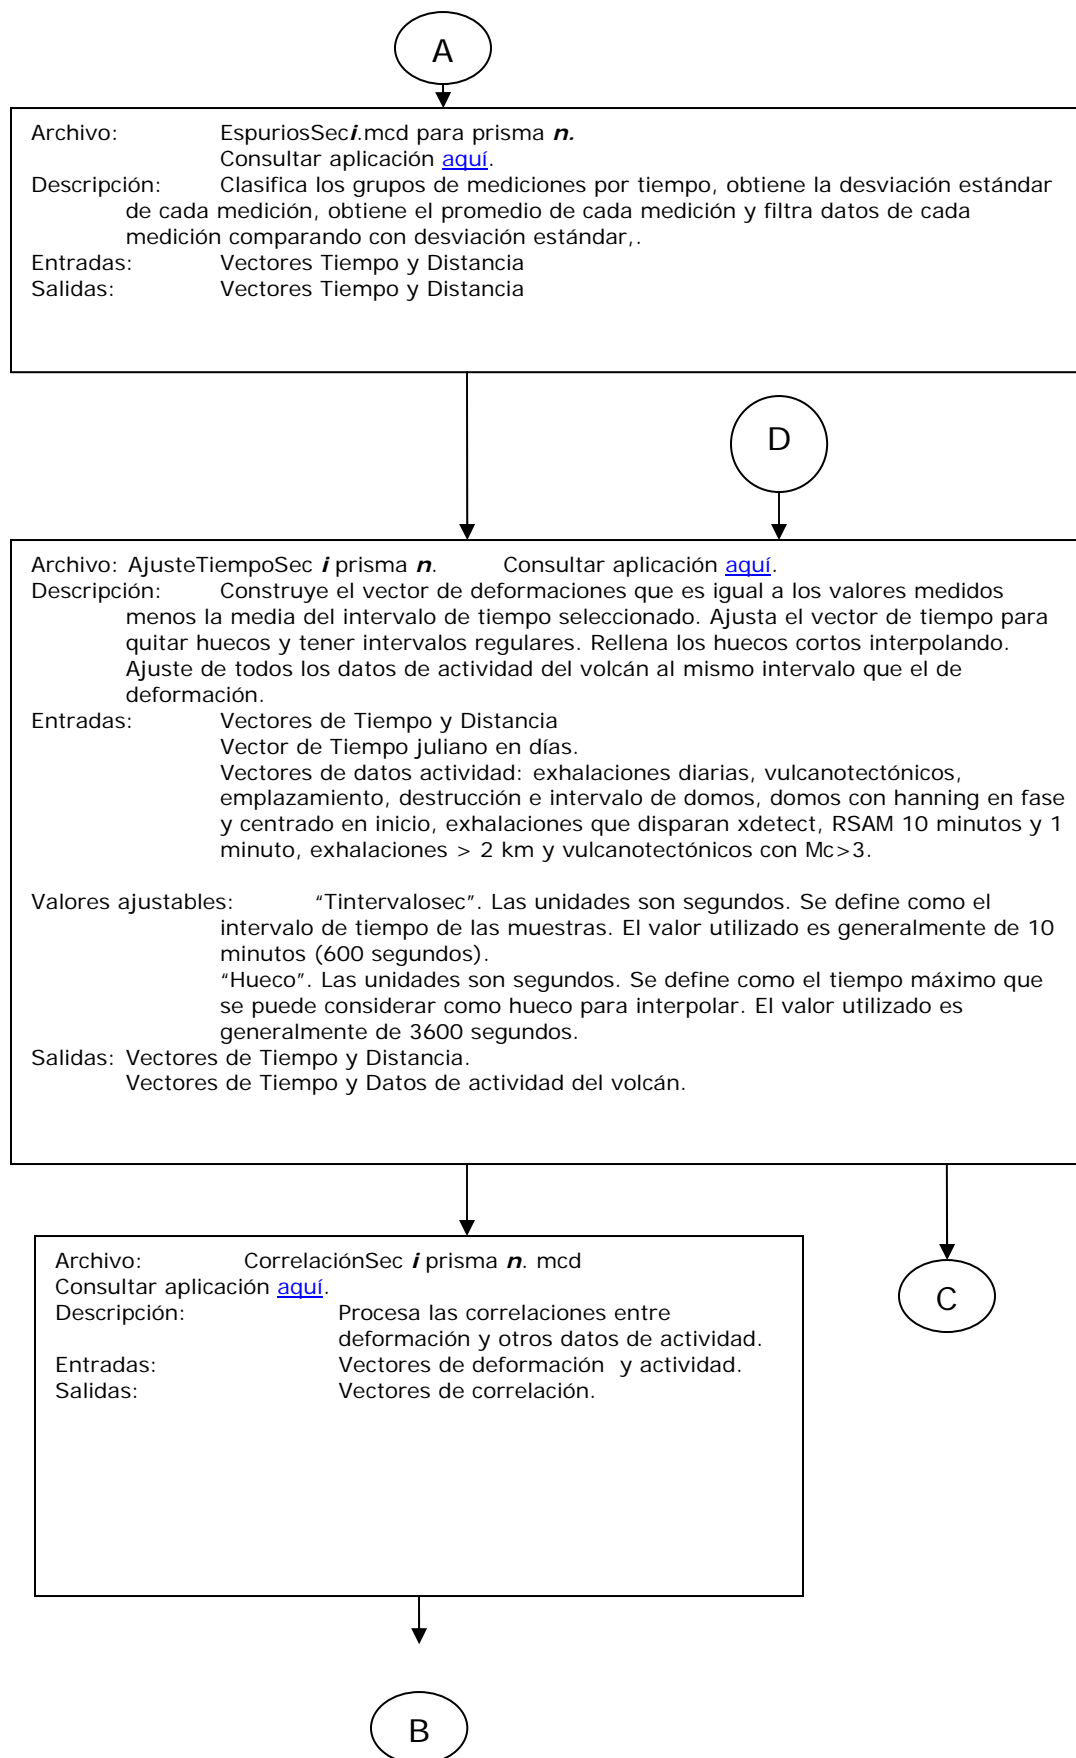 A
Archivo: EspuriosSeci.mcd para prisma n.
Consultar aplicación aquí.
Descripción: Clasifica los grupos de mediciones por tiempo, obtiene la desviación estándar
de cada medición, obtiene el promedio de cada medición y filtra datos de cada
medición comparando con desviación estándar,.
Entradas: Vectores Tiempo y Distancia
Salidas: Vectores Tiempo y Distancia
D
Archivo: AjusteTiempoSec i prisma n. Consultar aplicación aquí.
Descripción: Construye el vector de deformaciones que es igual a los valores medidos
menos la media del intervalo de tiempo seleccionado. Ajusta el vector de tiempo para
quitar huecos y tener intervalos regulares. Rellena los huecos cortos interpolando.
Ajuste de todos los datos de actividad del volcán al mismo intervalo que el de
deformación.
Entradas: Vectores de Tiempo y Distancia
Vector de Tiempo juliano en días.
Vectores de datos actividad: exhalaciones diarias, vulcanotectónicos,
emplazamiento, destrucción e intervalo de domos, domos con hanning en fase
y centrado en inicio, exhalaciones que disparan xdetect, RSAM 10 minutos y 1
minuto, exhalaciones > 2 km y vulcanotectónicos con Mc>3.
Valores ajustables: “Tintervalosec”. Las unidades son segundos. Se define como el
intervalo de tiempo de las muestras. El valor utilizado es generalmente de 10
minutos (600 segundos).
“Hueco”. Las unidades son segundos. Se define como el tiempo máximo que
se puede considerar como hueco para interpolar. El valor utilizado es
generalmente de 3600 segundos.
Salidas: Vectores de Tiempo y Distancia.
Vectores de Tiempo y Datos de actividad del volcán.
Archivo: CorrelaciónSec i prisma n. mcd
Consultar aplicación aquí.
Descripción: Procesa las correlaciones entre
deformación y otros datos de actividad.
Entradas: Vectores de deformación y actividad.
Salidas: Vectores de correlación.
C
B